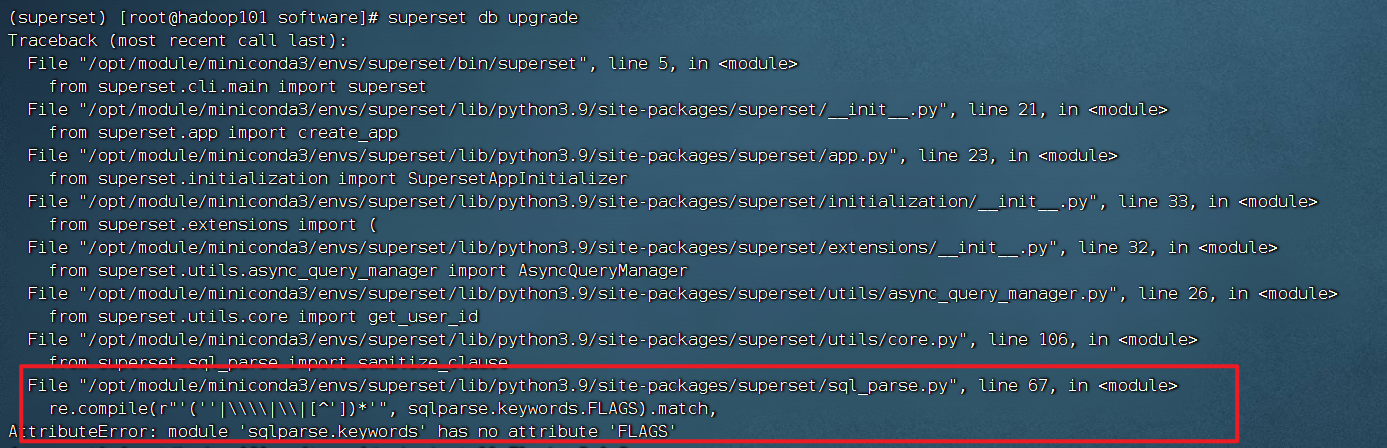 (superset) [root@hadoop101 software]# superset db upgrade
Traceback (most recent call last):
  File "/opt/module/miniconda3/envs/superset/bin/superset", line 5, in <module>
    from superset.cli.main import superset
  File "/opt/module/miniconda3/envs/superset/lib/python3.9/site-packages/superset/__init__.py", line 21, in <module>
    from superset.app import create_app
  File "/opt/module/miniconda3/envs/superset/lib/python3.9/site-packages/superset/app.py", line 23, in <module>
    from superset.initialization import SupersetAppInitializer
  File "/opt/module/miniconda3/envs/superset/lib/python3.9/site-packages/superset/initialization/__init__.py", line 33, in <module>
    from superset.extensions import (
  File "/opt/module/miniconda3/envs/superset/lib/python3.9/site-packages/superset/extensions/__init__.py", line 32, in <module>
    from superset.utils.async_query_manager import AsyncQueryManager
  File "/opt/module/miniconda3/envs/superset/lib/python3.9/site-packages/superset/utils/async_query_manager.py", line 26, in <module>
    from superset.utils.core import get_user_id
  File "/opt/module/miniconda3/envs/superset/lib/python3.9/site-packages/superset/utils/core.py", line 106, in <module>
    from superset.sql_parse import sanitize_clause
  File "/opt/module/miniconda3/envs/superset/lib/python3.9/site-packages/superset/sql_parse.py", line 67, in <module>
    re.compile(r"'(''|\\\\|\\|[^'])*'", sqlparse.keywords.FLAGS).match,
AttributeError: module 'sqlparse.keywords' has no attribute 'FLAGS'